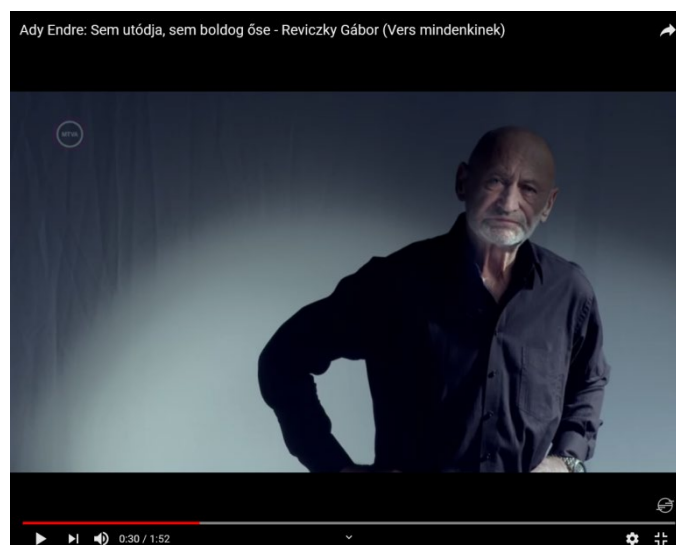 Ady Endre: Sem utódja, sem boldog őse - Reviczky Gábor (Vers mindenkinek)
MTVA
0:30 / 1:52